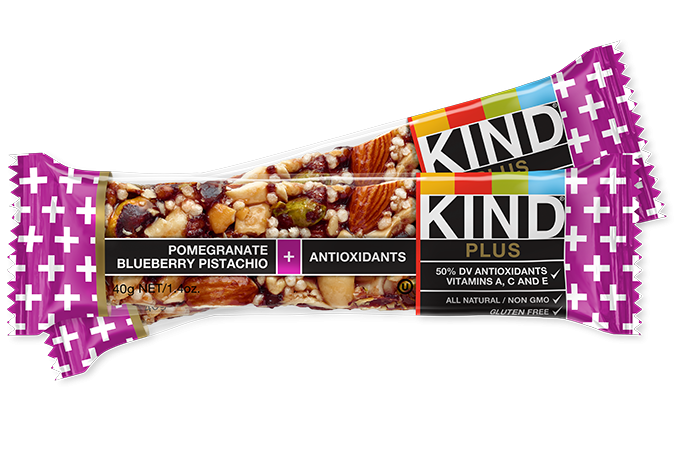 KIND®
PLUS
KIND®
PLUS
POMEGRANATE
BLUEBERRY PISTACHIO
+
ANTIOXIDANTS
50% DV ANTIOXIDANTS
VITAMINS A, C AND E ✓
ALL NATURAL / NON GMO ✓
GLUTEN FREE ✓
40g NET/1.4oz.
U